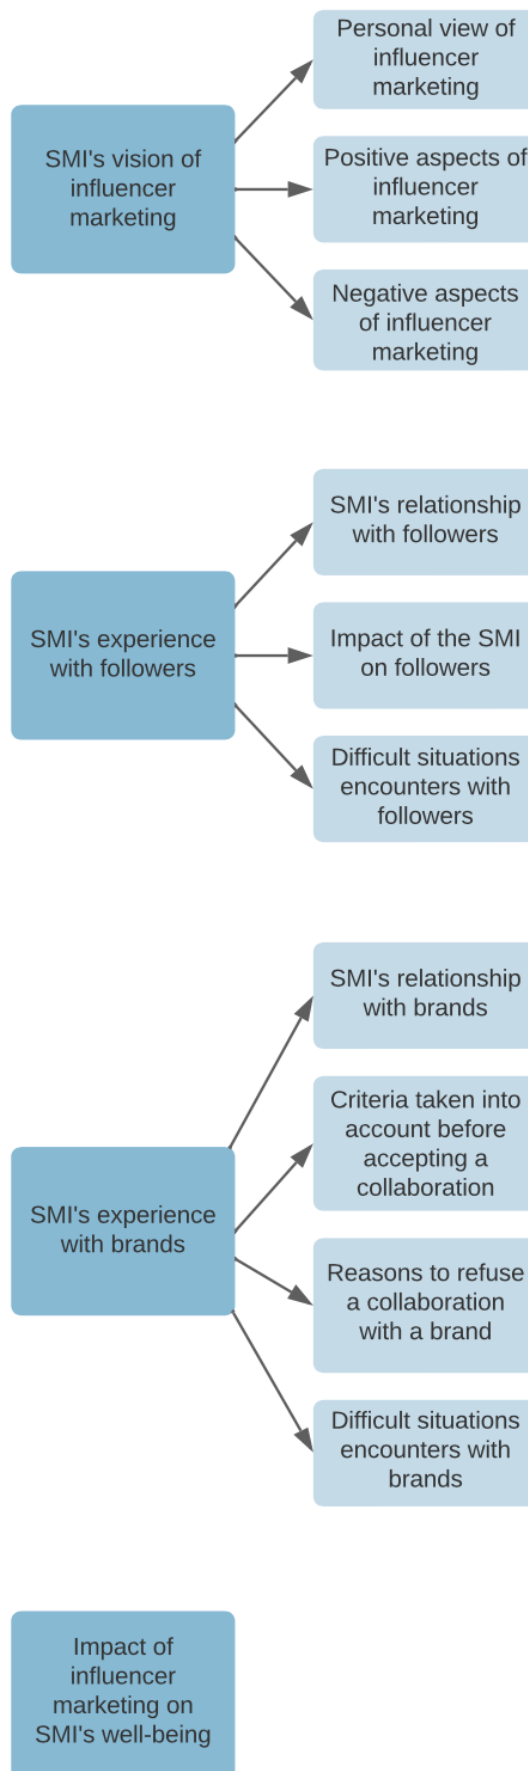 Personal view of
influencer
marketing
SMI's vision of
influencer
marketing
Positive aspects of
influencer
marketing
Negative aspects
of influencer
marketing
SMI's relationship
with followers
SMI's experience
with followers
Impact of the SMI
on followers
Difficult situations
encounters with
followers
SMI's relationship
with brands
Criteria taken into
account before
accepting a
collaboration
SMI's experience
with brands
Reasons to refuse
a collaboration
with a brand
Difficult situations
encounters with
brands
Impact of
influencer
marketing on
SMI's well-being